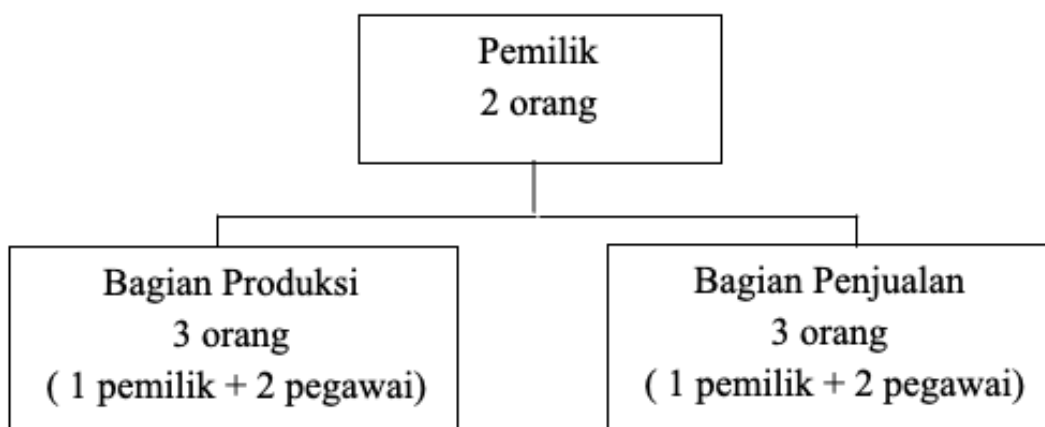 Pemilik
2 orang
Bagian Produksi
3 orang
( 1 pemilik + 2 pegawai)
Bagian Penjualan
3 orang
( 1 pemilik + 2 pegawai)